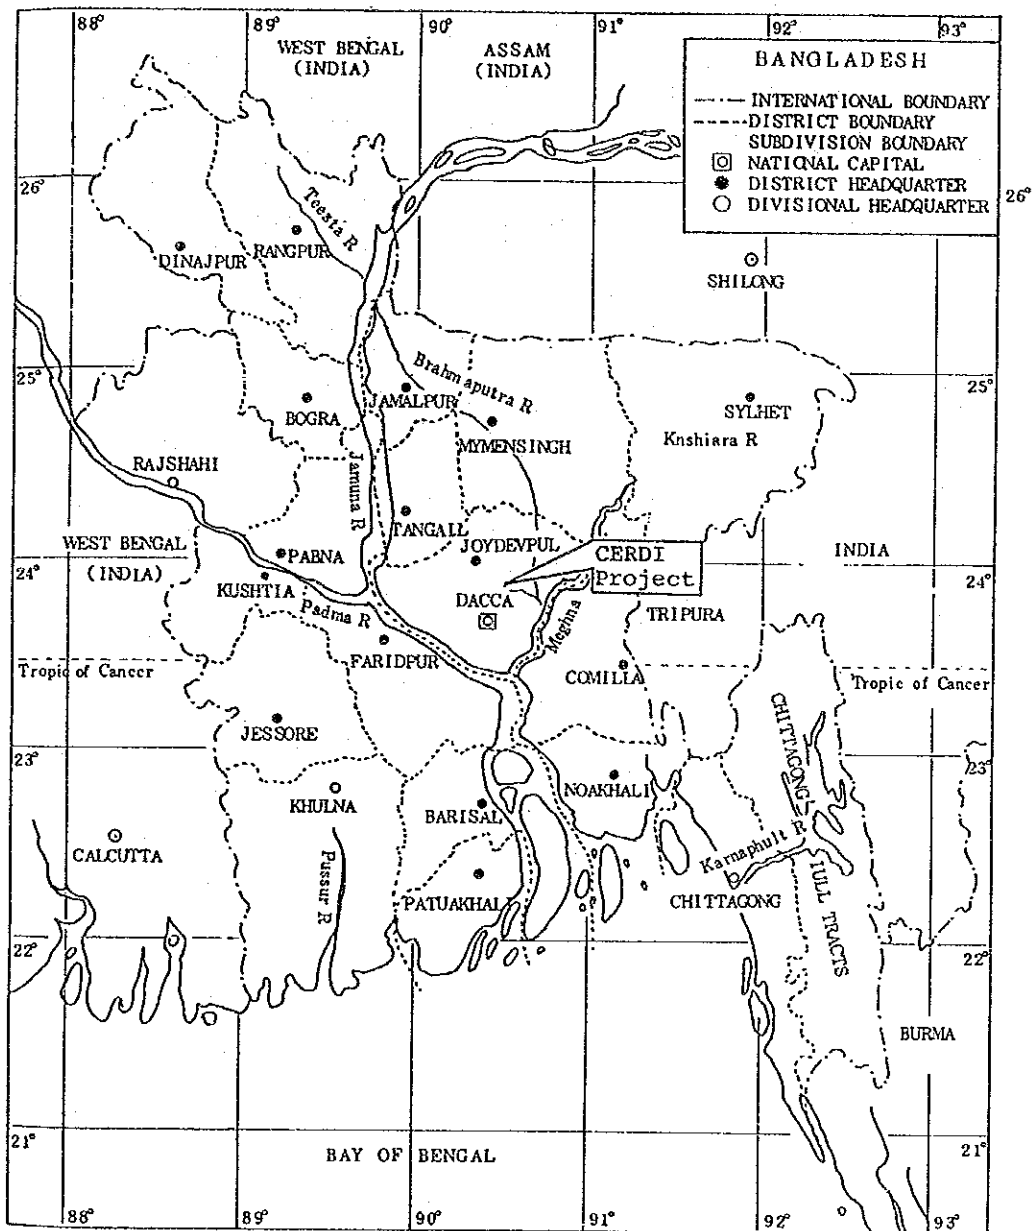 88° 89° 90° 91° 92° 93°
WEST BENGAL
(INDIA)
ASSAM
(INDIA)
BANGLADESH
INTERNATIONAL BOUNDARY
DISTRICT BOUNDARY
SUBDIVISION BOUNDARY
NATIONAL CAPITAL
DISTRICT HEADQUARTER
DIVISIONAL HEADQUARTER
26° 26°
Teesta R
RANGPUR
DINAJPUR
SHILONG
25° 25°
Brahmaputra R
JAMALPUR
BOGRA
SYLHET
MYMENSINGH
Knshiara R
RAJSHAHI
Jamuna R
TANGALL
JOYDEVPUL
WEST BENGAL
(INDIA)
PABNA
CERDI
Project
INDIA
24° 24°
KUSHTIA
Padma R
DACCA
Meghna
TRIPURA
FARIDPUR
COMILLA
Tropic of Cancer Tropic of Cancer
JESSORE
CHITTAGONG
23° 23°
KHULNA
BARISAL
NOAKHALI
CALCUTTA
Pussur R
Karnaphult R
PATUAKHALI
CHITTAGONG
IULL TRACTS
22° 22°
BURMA
21° 21°
BAY OF BENGAL
88° 89° 90° 91° 92° 93°